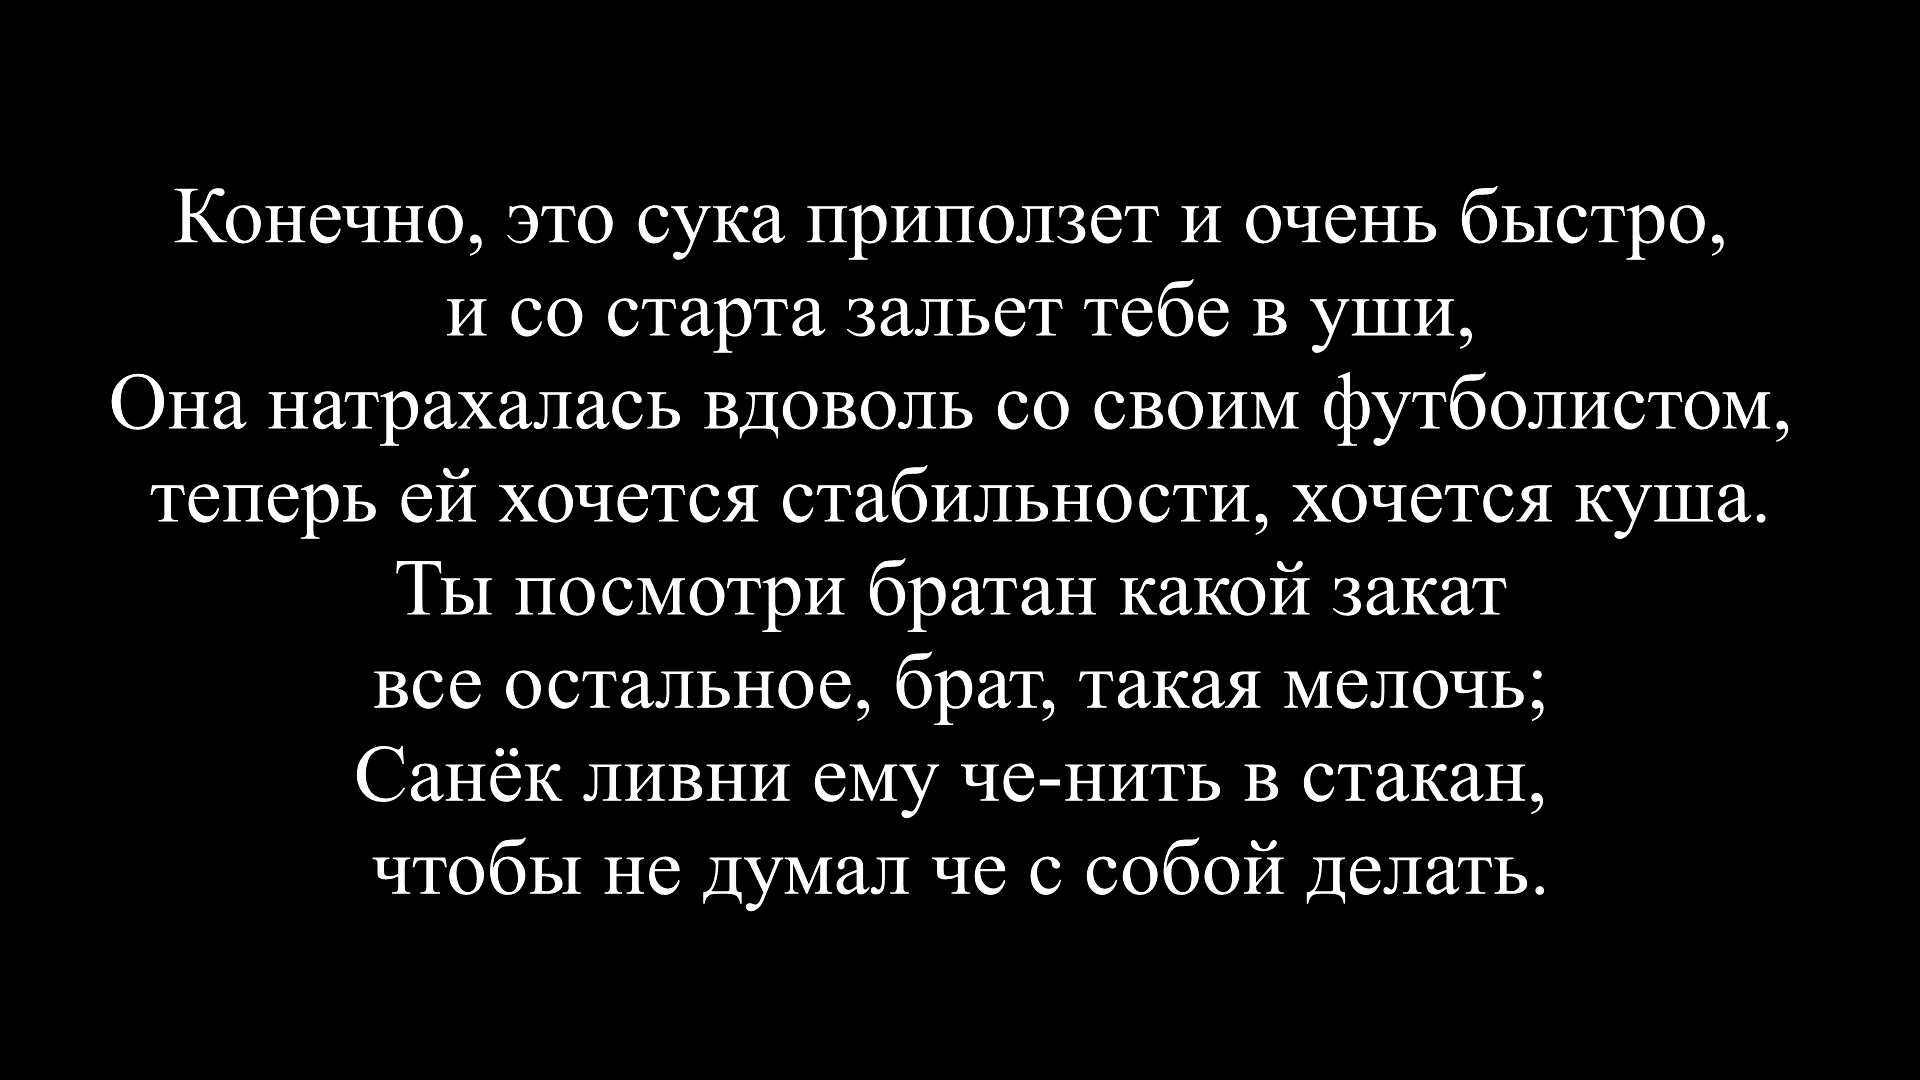 Конечно, это сука приползет и очень быстро,
и со старта зальет тебе в уши,
Она натрахалась вдоволь со своим футболистом,
теперь ей хочется стабильности, хочется куша.
Ты посмотри братан какой закат
все остальное, брат, такая мелочь;
Санёк ливни ему че-нить в стакан,
чтобы не думал че с собой делать.